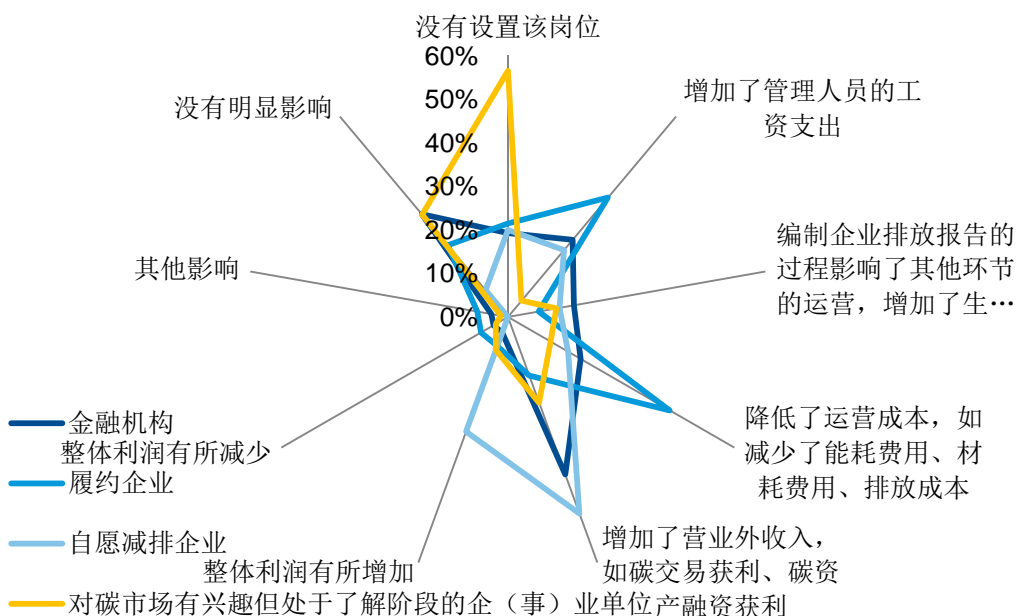 没有设置该岗位
60%
50%
40%
30%
20%
10%
0%
增加了管理人员的工
资支出
编制企业排放报告的
过程影响了其他环节
的运营，增加了生…
降低了运营成本，如
减少了能耗费用、材
耗费用、排放成本
增加了营业外收入，
如碳交易获利、碳资
产融资获利
整体利润有所增加
整体利润有所减少
其他影响
没有明显影响
金融机构
履约企业
自愿减排企业
对碳市场有兴趣但处于了解阶段的企（事）业单位